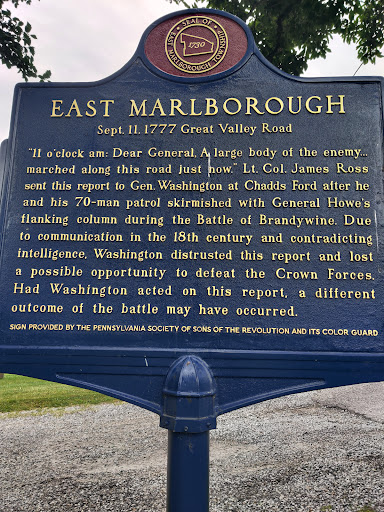 SEAL OF EAST MARLBOROUGH TOWNSHIP
1730
EAST MARLBOROUGH
Sept. 11, 1777 Great Valley Road
"11 o'clock am: Dear General, A large body of the enemy...
marched along this road just now." Lt. Col. James Ross
sent this report to Gen. Washington at Chadds Ford after he
and his 70-man patrol skirmished with General Howe's
flanking column during the Battle of Brandywine. Due
to communication in the 18th century and contradicting
intelligence, Washington distrusted this report and lost
a possible opportunity to defeat the Crown Forces.
Had Washington acted on this report, a different
outcome of the battle may have occurred.
SIGN PROVIDED BY THE PENNSYLVANIA SOCIETY OF SONS OF THE REVOLUTION AND ITS COLOR GUARD